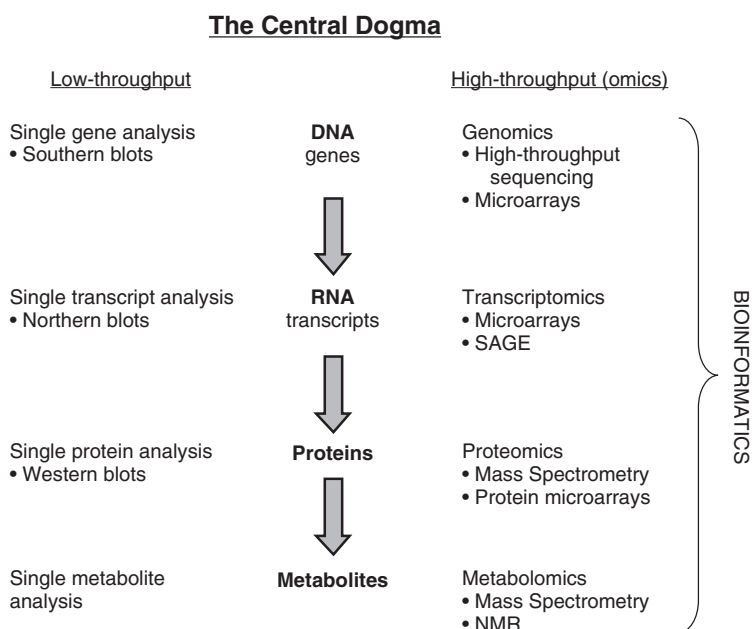 The Central Dogma
Low-throughput
High-throughput (omics)
Single gene analysis
• Southern blots
DNA
genes
Genomics
• High-throughput
sequencing
• Microarrays
Single transcript analysis
• Northern blots
RNA
transcripts
Transcriptomics
• Microarrays
• SAGE
Single protein analysis
• Western blots
Proteins
Proteomics
• Mass Spectrometry
• Protein microarrays
Single metabolite
analysis
Metabolites
Metabolomics
• Mass Spectrometry
• NMR
BIOINFORMATICS